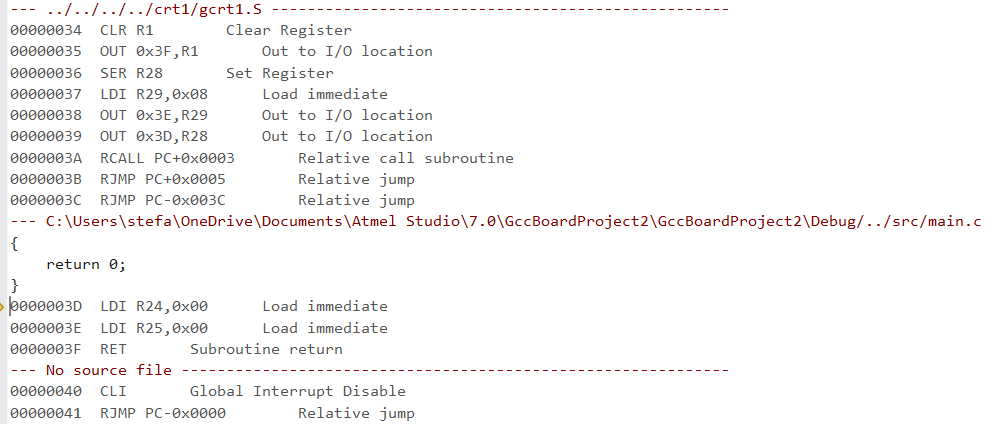 --- ../../../../crt1/gcrt1.S ---------------------------------------------------
00000034  CLR R1        Clear Register
00000035  OUT 0x3F,R1       Out to I/O location
00000036  SER R28       Set Register
00000037  LDI R29,0x08      Load immediate
00000038  OUT 0x3E,R29      Out to I/O location
00000039  OUT 0x3D,R28      Out to I/O location
0000003A  RCALL PC+0x0003       Relative call subroutine
0000003B  RJMP PC+0x0005        Relative jump
0000003C  RJMP PC-0x003C        Relative jump
--- C:\Users\stefa\OneDrive\Documents\Atmel Studio\7.0\GccBoardProject2\GccBoardProject2\Debug/../src/main.c
{
    return 0;
}
0000003D  LDI R24,0x00      Load immediate
0000003E  LDI R25,0x00      Load immediate
0000003F  RET       Subroutine return
--- No source file -------------------------------------------------------------
00000040  CLI       Global Interrupt Disable
00000041  RJMP PC-0x0000        Relative jump